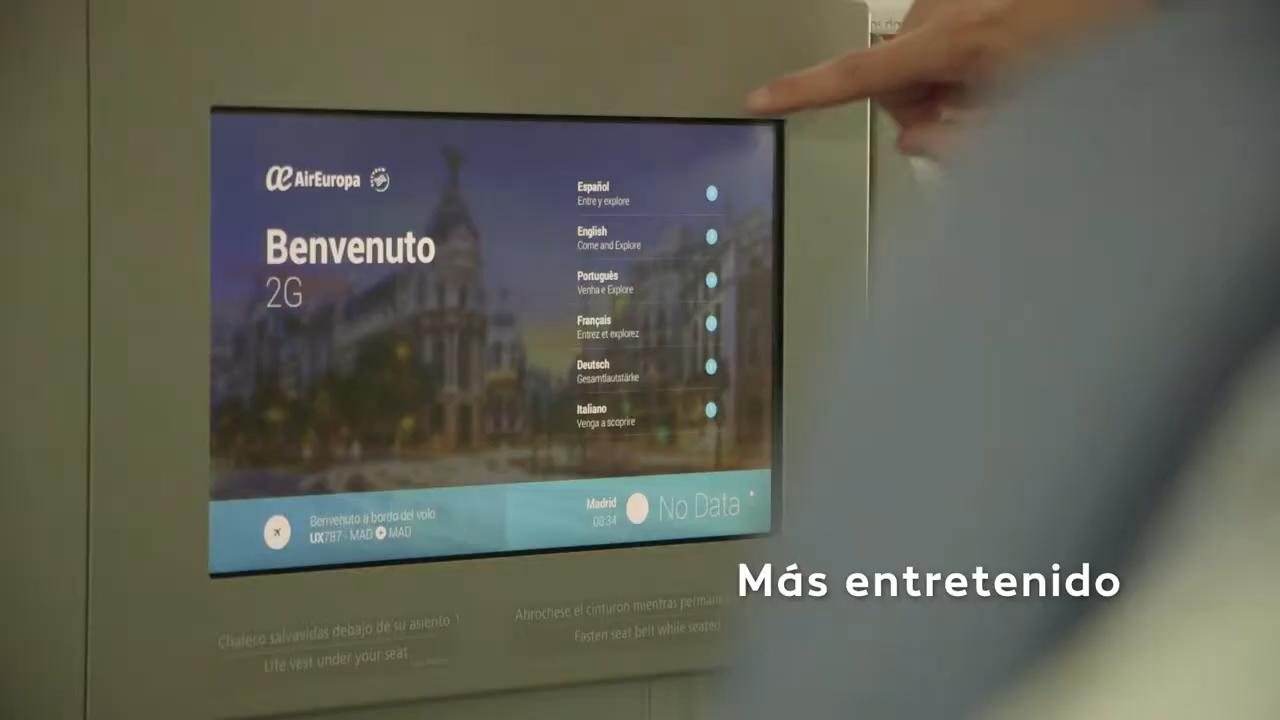 AirEuropa
Benvenuto
2G
Español
Entre y explore
English
Come and Explore
Português
Venha e Explore
Français
Entrez et explorez
Deutsch
Gesamtlautstärke
Italiano
Venga a scoprire
Benvenuto a bordo del volo
UX787 - MAD MAD
Madrid
00:34
No Data
Más entretenido
Chaleco salvavidas debajo de su asiento
Life vest under your seat
Abróchese el cinturón mientras
Fasten seat belt while seated